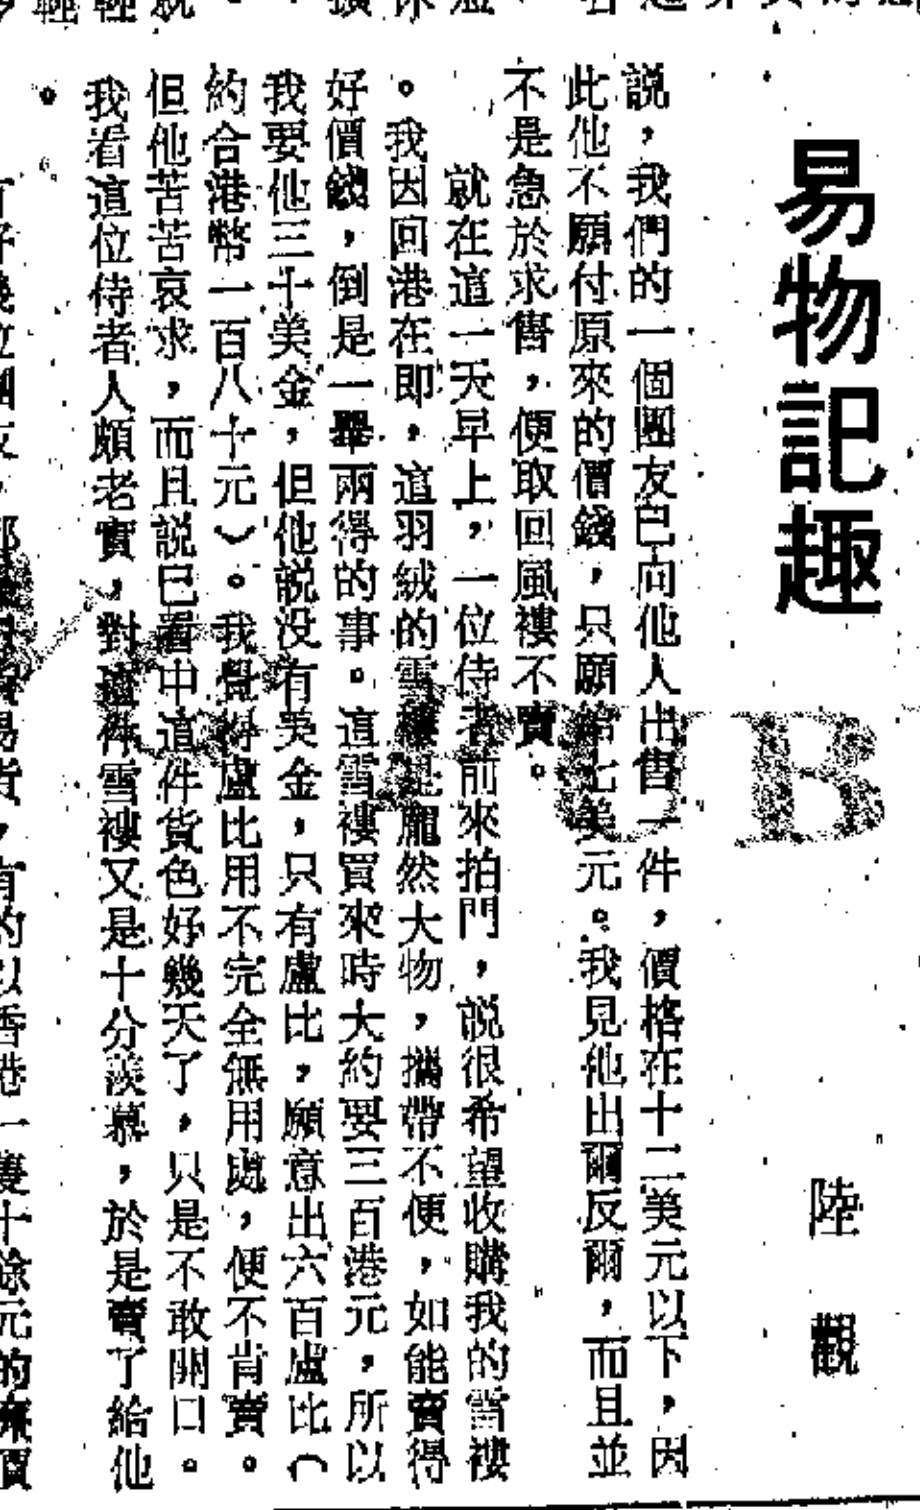 易物記趣
陸觀
説，我們的一個團友已向他人出售一件，價格在十二美元以下，因
此他不願付原來的價錢，只願給七美元。我見他出爾反爾，而且並
不是急於求售，便取回風褸不賣。
就在這一天早上，一位侍者前來拍門，説很希望收購我的雪褸
。我因回港在即，這羽絨的雪褸是龐然大物，攜帶不便，如能賣得
好價錢，倒是一舉兩得的事。這雪褸買來時大約要三百港元，所以
我要他三十美金，但他説没有美金，只有盧比，願意出六百盧比（
約合港幣一百八十元）。我覺得盧比用不完全無用處，便不肯賣。
但他苦苦哀求，而且説已看中這件貨色好幾天了，只是不敢開口。
我看這位侍者人頗老實，對這件雪褸又是十分羨慕，於是賣了給他
。